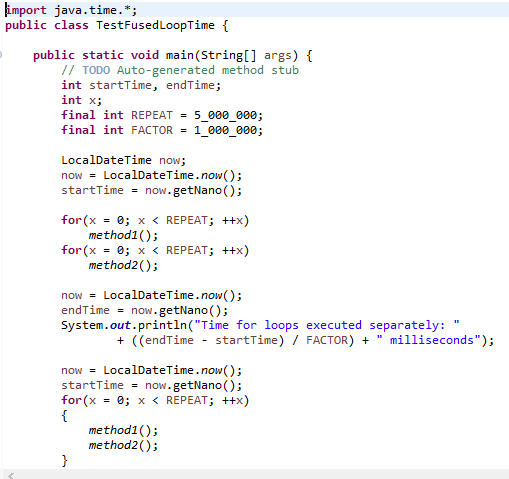 import java.time.*;
public class TestFusedLoopTime {
public static void main(String[] args) {
// TODO Auto-generated method stub
int startTime, endTime;
int x;
final int REPEAT = 5_000_000;
final int FACTOR = 1_000_000;
LocalDateTime now;
now = LocalDateTime.now();
startTime = now.getNano();
for(x = 0; x < REPEAT; ++x)
method1();
for(x = 0; x < REPEAT; ++x)
method2();
now = LocalDateTime.now();
endTime = now.getNano();
System.out.println("Time for loops executed separately: "
+ ((endTime - startTime) / FACTOR) + " milliseconds");
now = LocalDateTime.now();
startTime = now.getNano();
for(x = 0; x < REPEAT; ++x)
{
method1();
method2();
}